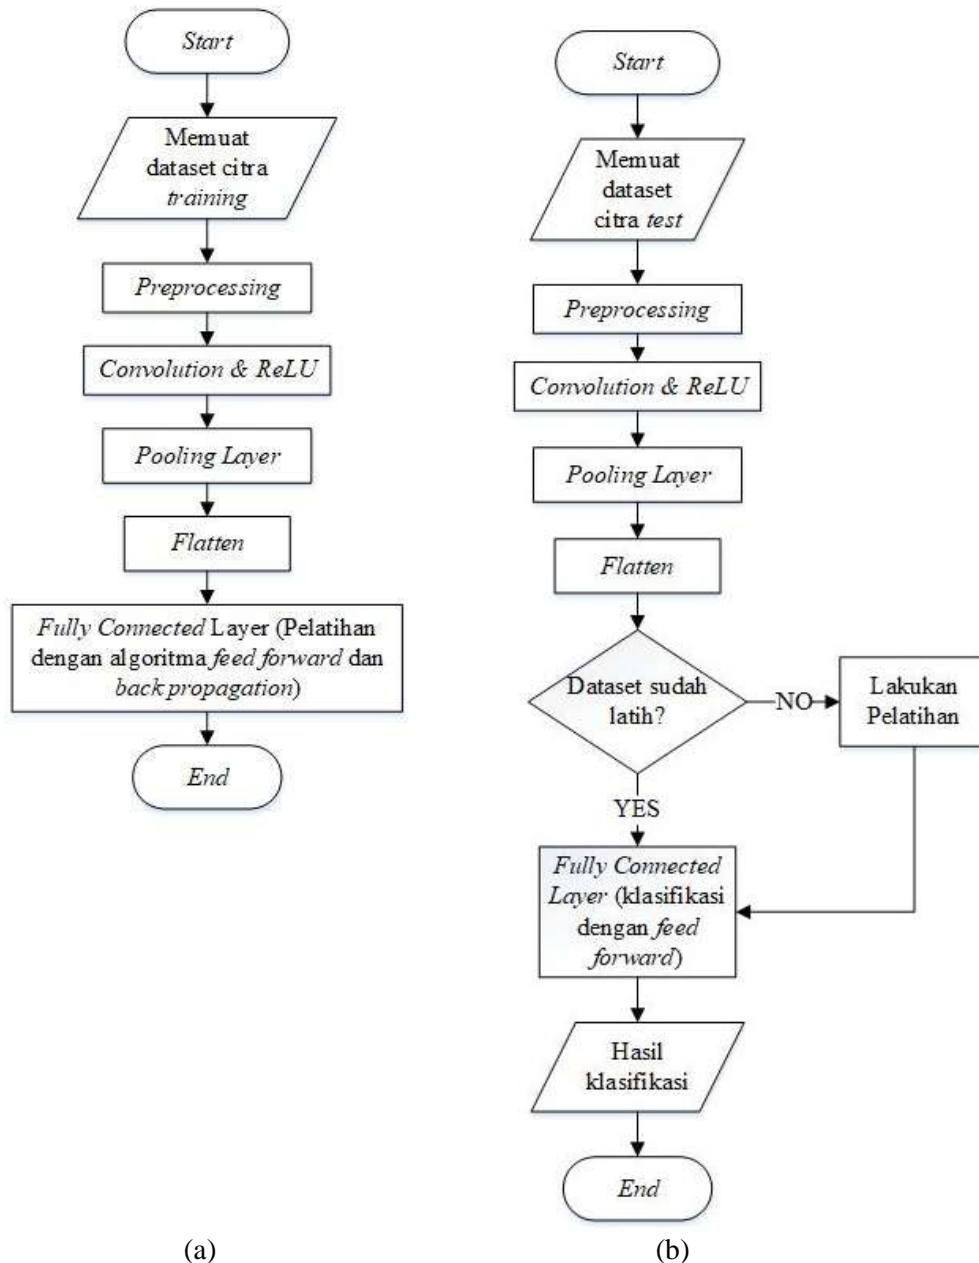 Start
Memuat
dataset citra
training
Preprocessing
Convolution & ReLU
Pooling Layer
Flatten
Fully Connected Layer (Pelatihan
dengan algoritma feed forward dan
back propagation)
End
(a)
Start
Memuat
dataset
citra test
Preprocessing
Convolution & ReLU
Pooling Layer
Flatten
Dataset sudah
latih?
NO
Lakukan
Pelatihan
YES
Fully Connected
Layer (klasifikasi
dengan feed
forward)
Hasil
klasifikasi
End
(b)